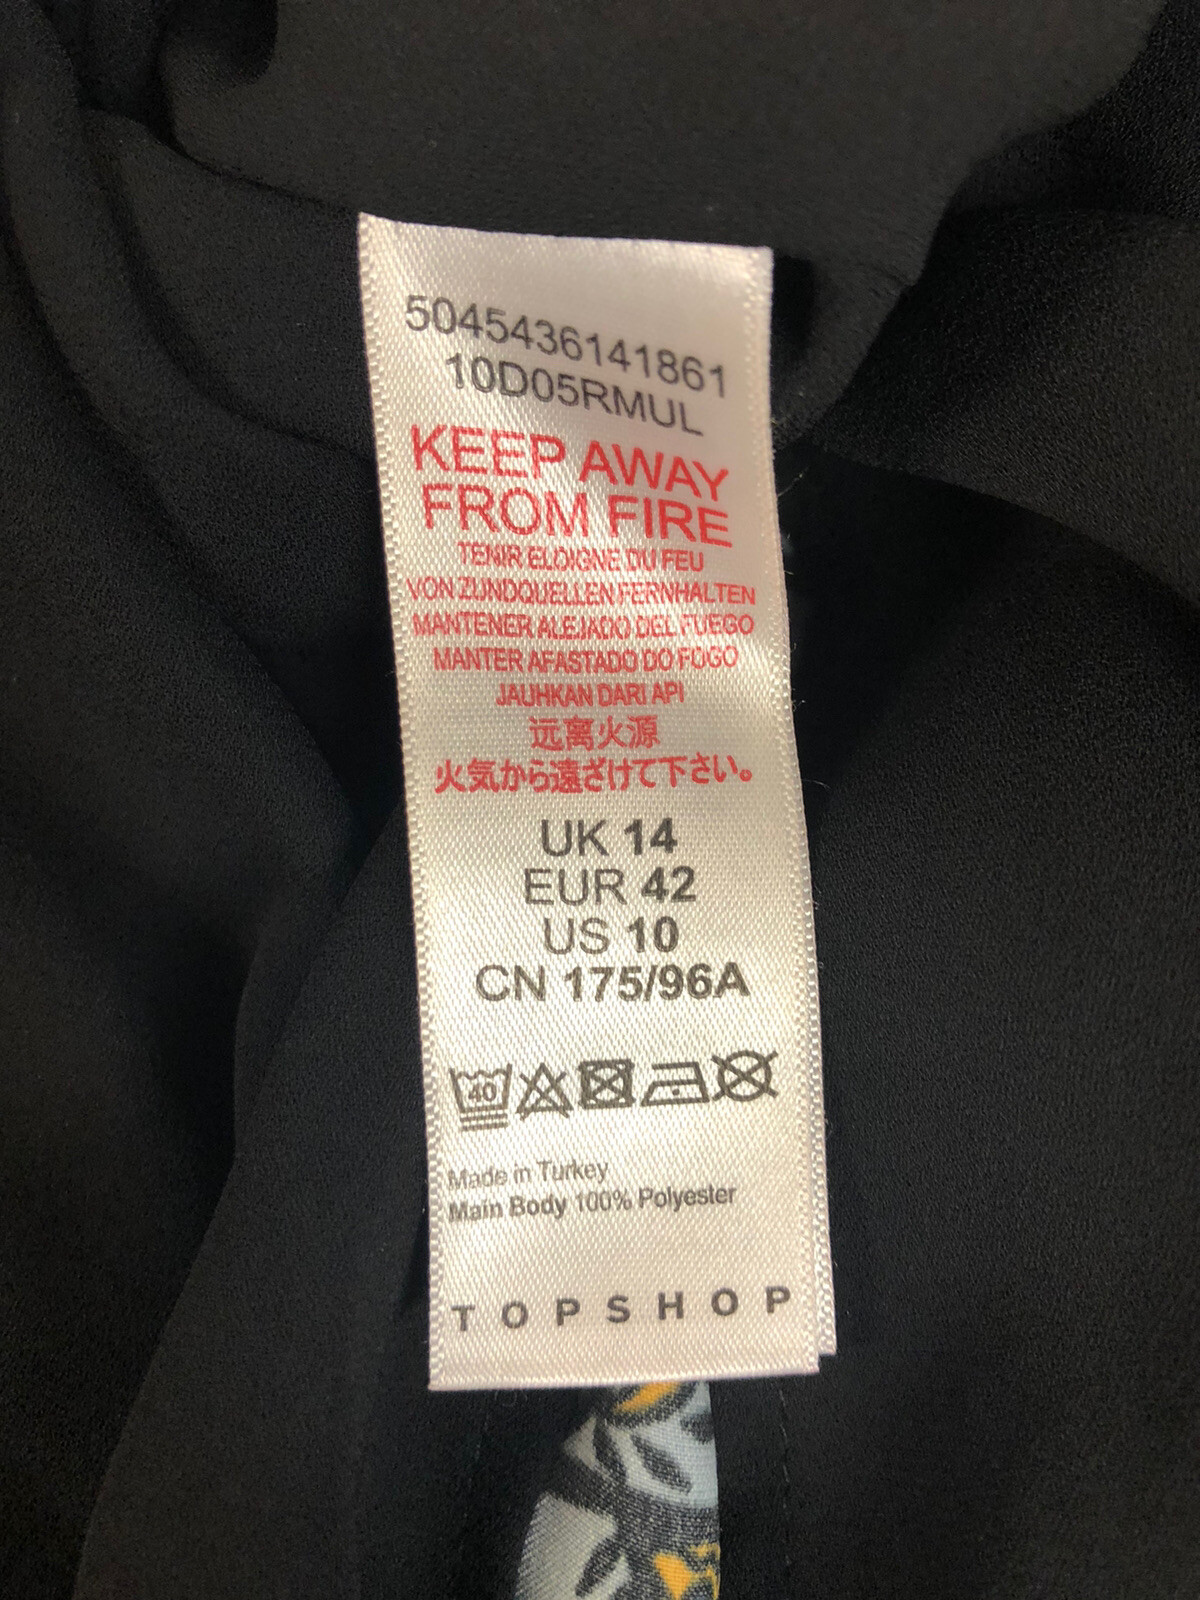 5045436141861
10D05RMUL
KEEP AWAY
FROM FIRE
TENIR ELOIGNE DU FEU
VON ZUNDQUELLEN FERNHALTEN
MANTENER ALEJADO DEL FUEGO
MANTER AFASTADO DO FOGO
JAUHKAN DARI API
远离火源
火気から遠ざけて下さい。
UK 14
EUR 42
US 10
CN 175/96A
40
Made in Turkey
Main Body 100% Polyester
TOPSHOP